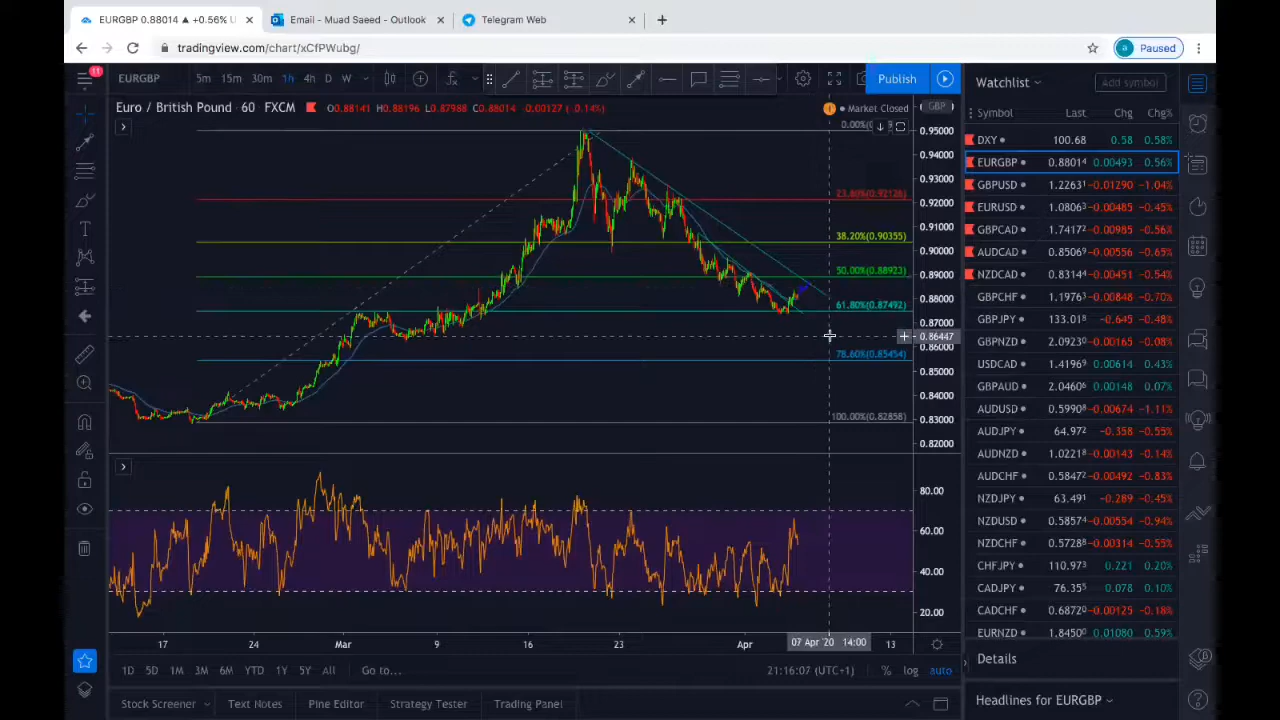 EURGBP 0.88014 ▲ +0.56% U
Email - Muad Saeed - Outlook
Telegram Web
tradingview.com/chart/xCfPWubg/
Paused
11
EURGBP 5m 15m 30m 1h 4h D W
Publish
Watchlist
Add symbol
Euro / British Pound · 60 FXCM O0.88141 H0.88196 L0.87988 C0.88014 -0.00127 (-0.14%)
Market Closed
GBP
Symbol Last Chg Chg%
DXY 100.68 0.58 0.58%
EURGBP 0.88014 0.00493 0.56%
GBPUSD 1.22631 -0.01290 -1.04%
EURUSD 1.08063 -0.00485 -0.45%
GBPCAD 1.74172 -0.00985 -0.56%
AUDCAD 0.85069 -0.00556 -0.65%
NZDCAD 0.83144 -0.00451 -0.54%
GBPCHF 1.19763 -0.00848 -0.70%
GBPJPY 133.018 -0.645 -0.48%
GBPNZD 2.09230 -0.00165 -0.08%
USDCAD 1.41969 0.00614 0.43%
GBPAUD 2.04606 0.00148 0.07%
AUDUSD 0.59908 -0.00674 -1.11%
AUDJPY 64.972 -0.358 -0.55%
AUDNZD 1.02218 -0.00143 -0.14%
AUDCHF 0.58472 -0.00492 -0.83%
NZDJPY 63.491 -0.289 -0.45%
NZDUSD 0.58574 -0.00554 -0.94%
NZDCHF 0.57288 -0.00314 -0.55%
CHFJPY 110.973 0.221 0.20%
CADJPY 76.355 0.078 0.10%
CADCHF 0.68720 -0.00125 -0.18%
EURNZD 1.84500 0.01080 0.59%
0.95000
0.94000
0.93000
0.92000
0.91000
0.90000
0.89000
0.88000
0.87000
0.86447
0.86000
0.85000
0.84000
0.83000
0.82000
23.60%(0.92126)
38.20%(0.90355)
50.00%(0.88923)
61.80%(0.87492)
78.60%(0.85454)
100.00%(0.82858)
80.00
60.00
40.00
20.00
17 24 Mar 9 16 23 Apr 07 Apr '20 14:00 13
1D 5D 1M 3M 6M YTD 1Y 5Y All Go to...
21:16:07 (UTC+1) % log auto
Details
Stock Screener Text Notes Pine Editor Strategy Tester Trading Panel
Headlines for EURGBP